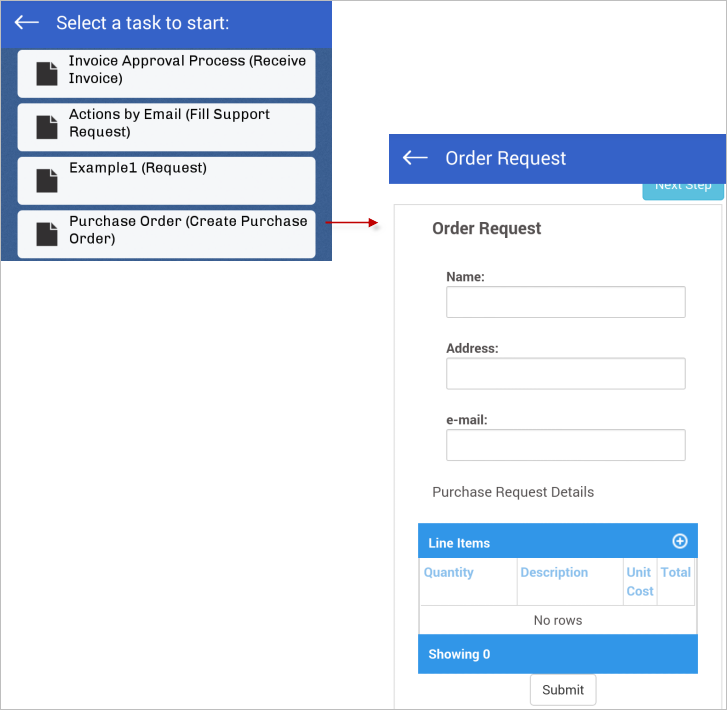 Select a task to start:
Invoice Approval Process (Receive
Invoice)
Actions by Email (Fill Support
Request)
Example1 (Request)
Purchase Order (Create Purchase
Order)
Order Request
Next Step
Order Request
Name:
Address:
e-mail:
Purchase Request Details
Line Items
Quantity Description Unit Total
Cost
No rows
Showing 0
Submit